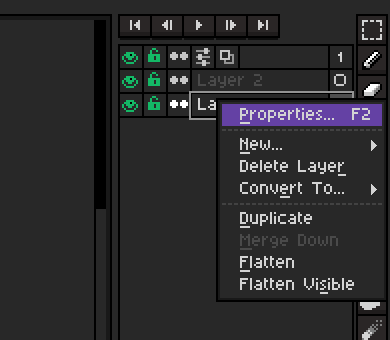 1
Layer 2
La
Properties... F2
New...
Delete Layer
Convert To...
Duplicate
Merge Down
Flatten
Flatten Visible